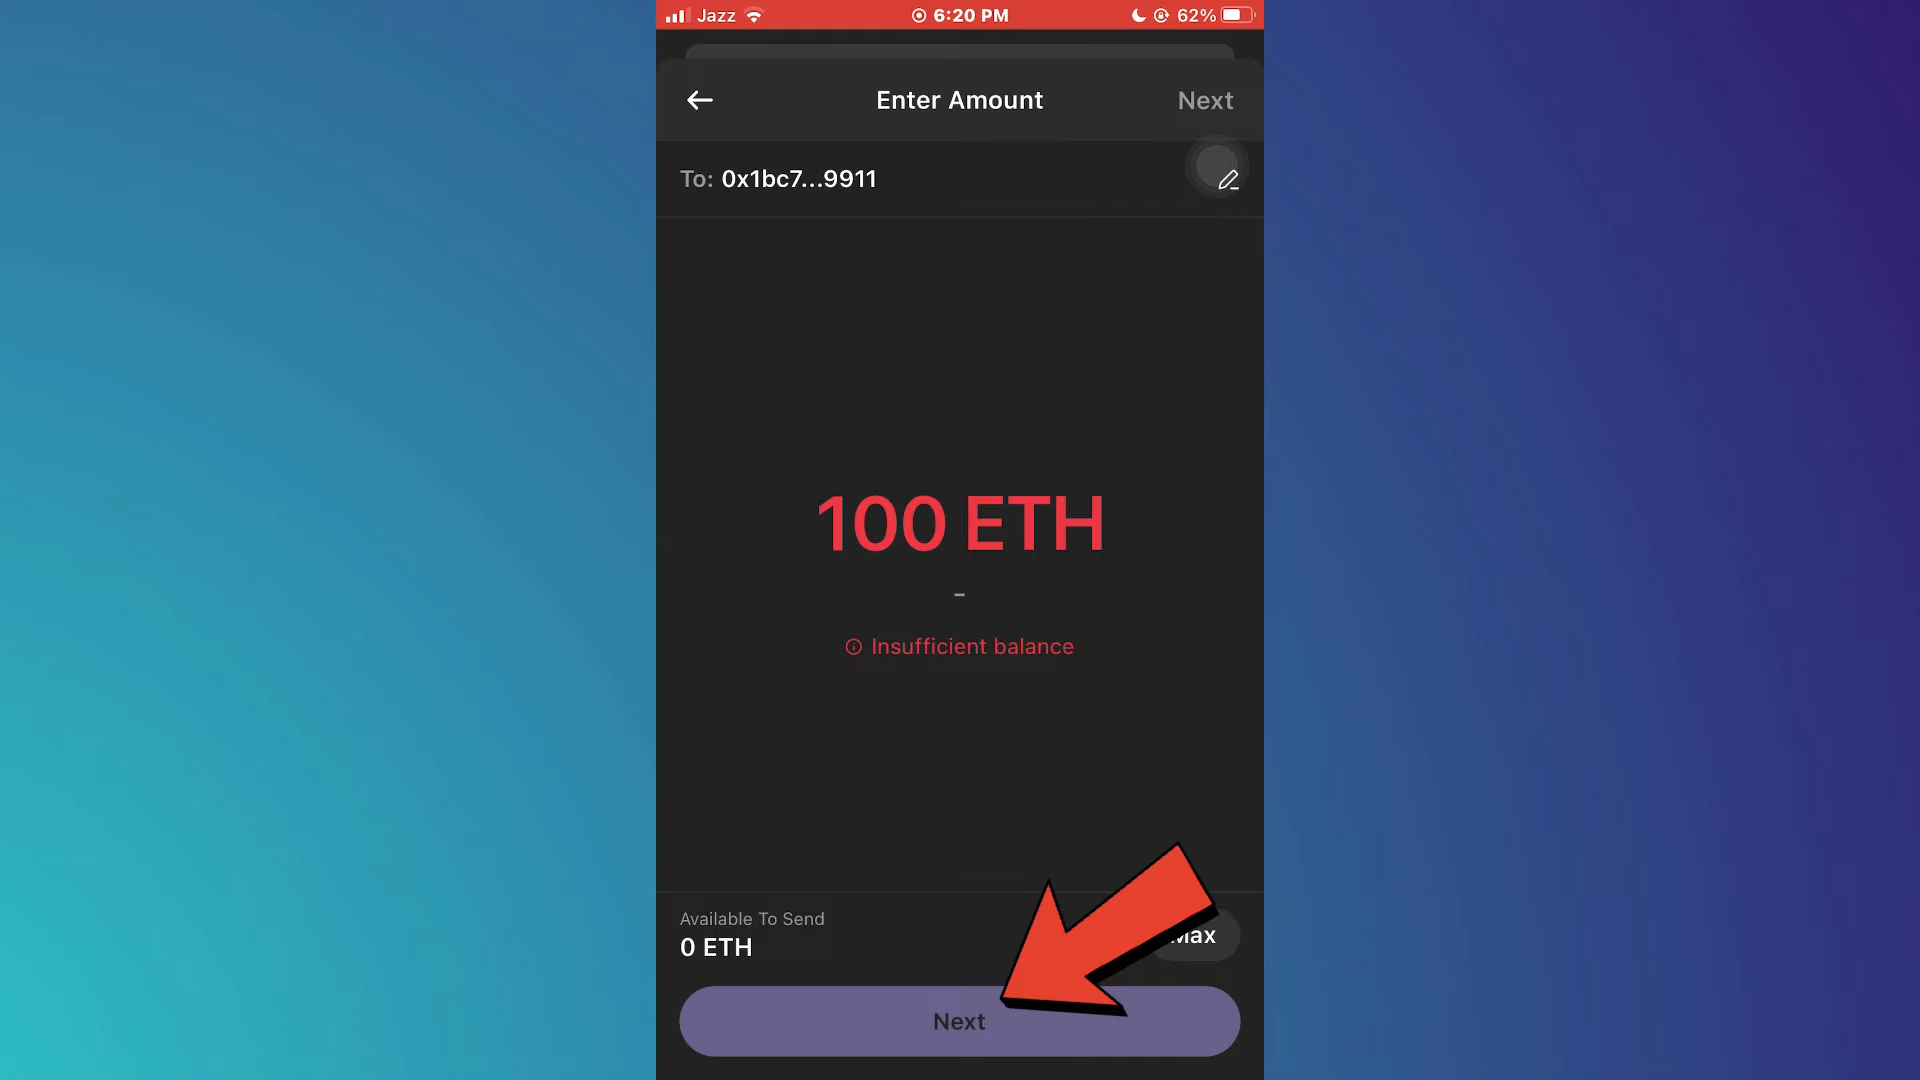 Jazz 6:20 PM 62%
Enter Amount Next
To: 0x1bc7...9911
100 ETH
-
Insufficient balance
Available To Send
0 ETH
Max
Next